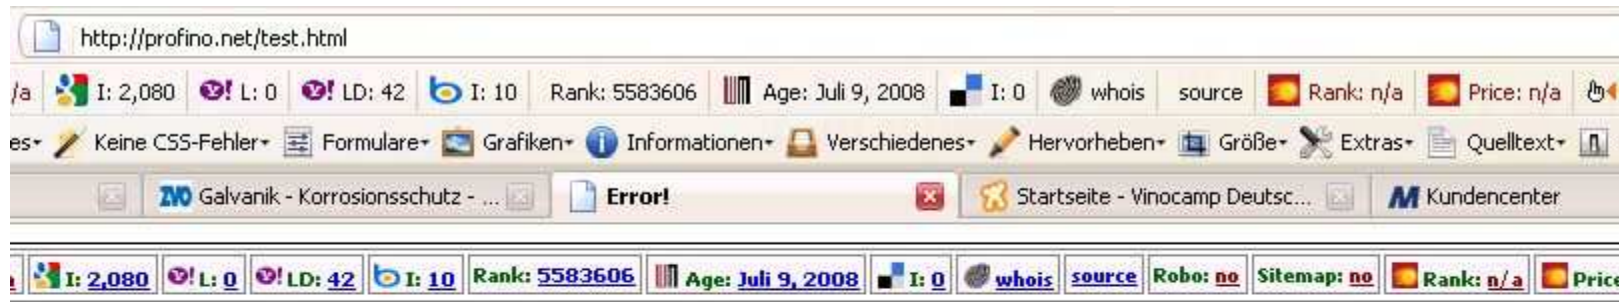 http://profino.net/test.html
/a I: 2,080 Y! L: 0 Y! LD: 42 I: 10 Rank: 5583606 Age: Juli 9, 2008 I: 0 whois source Rank: n/a Price: n/a
es Keine CSS-Fehler Formulare Grafiken Informationen Verschiedenes Hervorheben Größe Extras Quelltext
ZVO Galvanik - Korrosionsschutz - ... Error! Startseite - Vinocamp Deutsc... M Kundencenter
I: 2,080 Y! L: 0 Y! LD: 42 I: 10 Rank: 5583606 Age: Juli 9, 2008 I: 0 whois source Robo: no Sitemap: no Rank: n/a Price